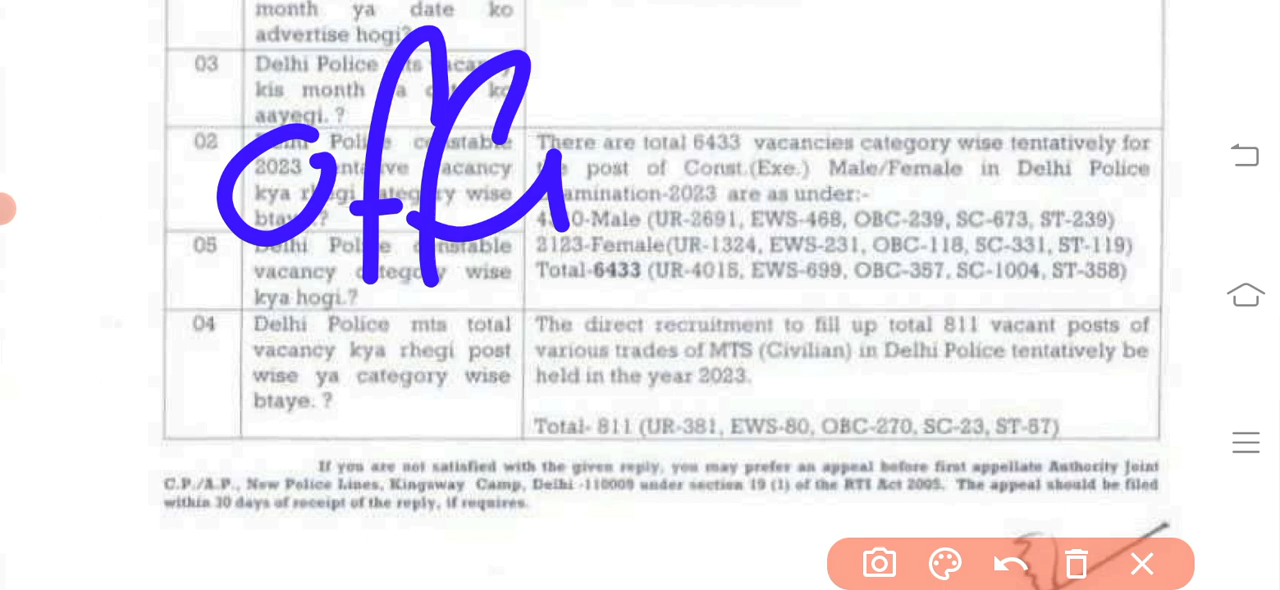 month ya date ko
advertise hogi?
03 Delhi Police vacancy
kis month ko
aayegi. ?
02 Delhi Police constable
2023 tentative vacancy
kya rhegi category wise
btaye ?
There are total 6433 vacancies category wise tentatively for
the post of Const.(Exe.) Male/Female in Delhi Police
Examination-2023 are as under:-
0-Male (UR-2691, EWS-468, OBC-239, SC-673, ST-239)
2123-Female(UR-1324, EWS-231, OBC-118, SC-331, ST-119)
Total-6433 (UR-4015, EWS-699, OBC-357, SC-1004, ST-358)
05 Delhi Police constable
vacancy category wise
kya hogi.?
04 Delhi Police mts total
vacancy kya rhegi post
wise ya category wise
btaye. ?
The direct recruitment to fill up total 811 vacant posts of
various trades of MTS (Civilian) in Delhi Police tentatively be
held in the year 2023.
Total- 811 (UR-381, EWS-80, OBC-270, SC-23, ST-57)
If you are not satisfied with the given reply, you may prefer an appeal before first appellate Authority Joint
C.P./A.P., New Police Lines, Kingsway Camp, Delhi -110009 under section 19 (1) of the RTI Act 2005. The appeal should be filed
within 30 days of receipt of the reply, if requires.